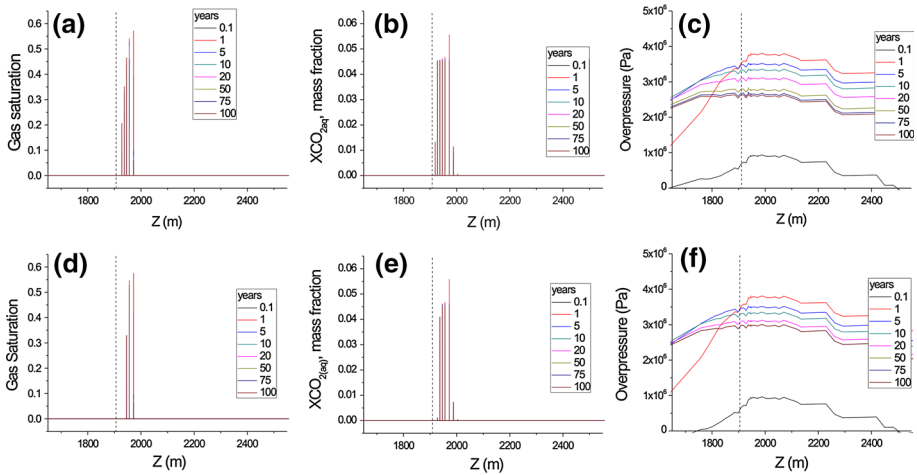 (a)
Gas saturation
0.6
0.5
0.4
0.3
0.2
0.1
0.0
1800 2000 2200 2400
Z (m)
years
0.1
1
5
10
20
50
75
100
(b)
XCO2aq, mass fraction
0.06
0.05
0.04
0.03
0.02
0.01
0.00
1800 2000 2200 2400
Z (m)
years
0.1
1
5
10
20
50
75
100
(c)
Overpressure (Pa)
5x10⁶
4x10⁶
3x10⁶
2x10⁶
1x10⁶
0
1800 2000 2200 2400
Z (m)
years
0.1
1
5
10
20
50
75
100
(d)
Gas Saturation
0.6
0.5
0.4
0.3
0.2
0.1
0.0
1800 2000 2200 2400
Z (m)
years
0.1
1
5
10
20
50
75
100
(e)
XCO2(aq), mass fraction
0.06
0.05
0.04
0.03
0.02
0.01
0.00
1800 2000 2200 2400
Z (m)
years
0.1
1
5
10
20
50
75
100
(f)
Overpressure (Pa)
5x10⁶
4x10⁶
3x10⁶
2x10⁶
1x10⁶
0
1800 2000 2200 2400
Z (m)
years
0.1
1
5
10
20
50
75
100